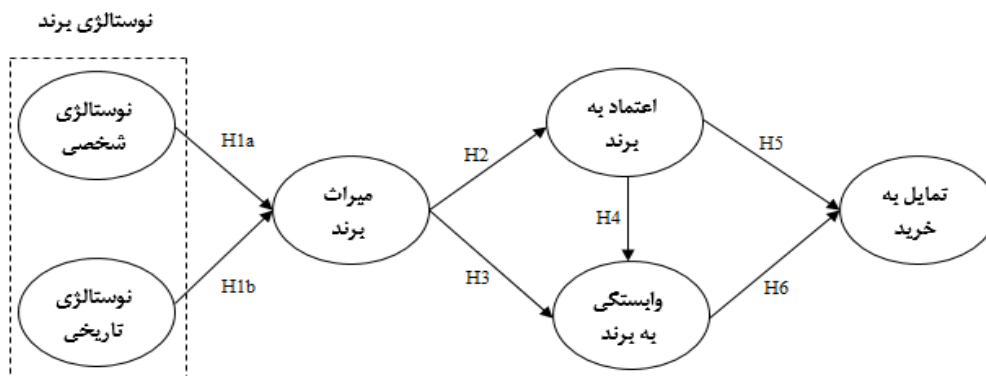 نوستالژی برند
نوستالژی
شخصی
نوستالژی
تاریخی
H1a
H1b
میراث
برند
H2
H3
اعتماد به
برند
H4
وابستگی
به برند
H5
H6
تمایل به
خرید